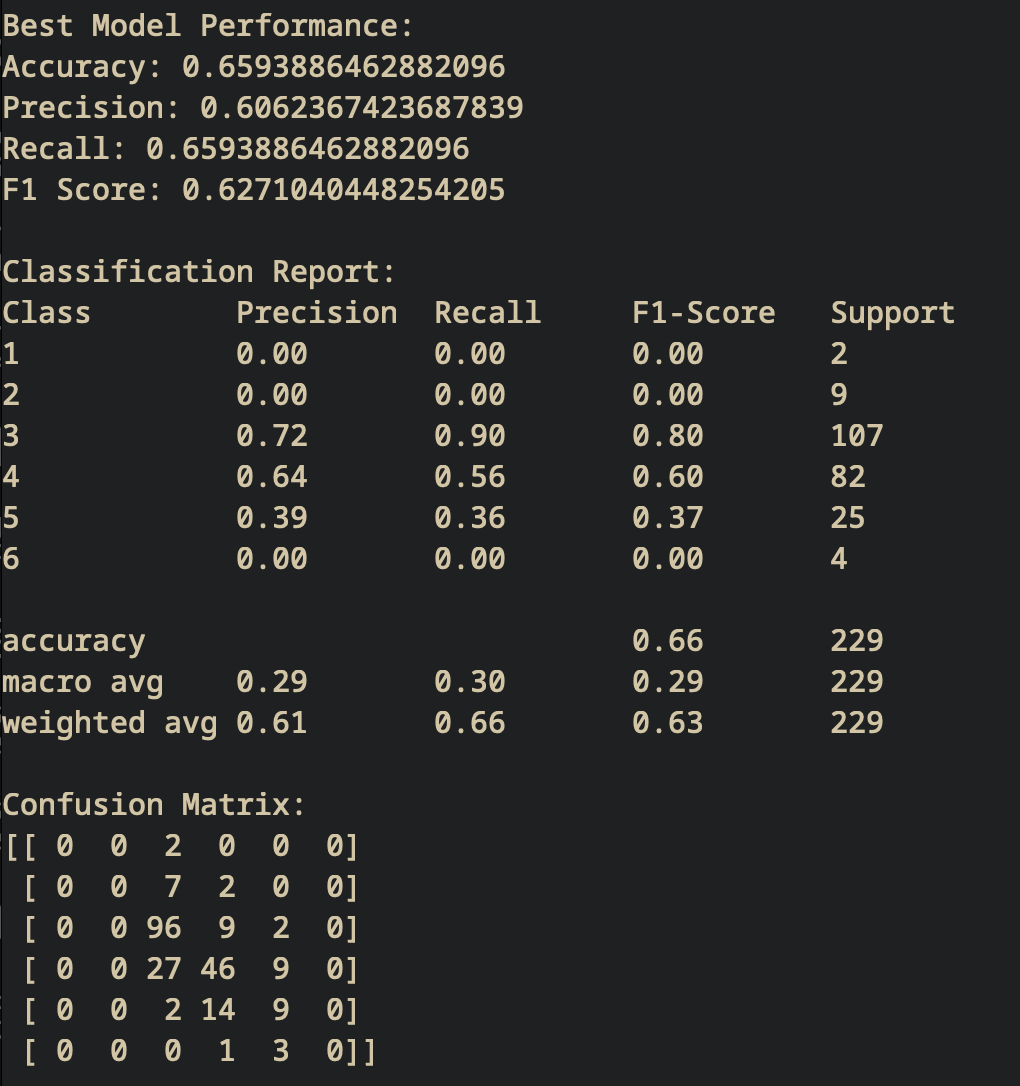 Best Model Performance:
Accuracy: 0.6593886462882096
Precision: 0.6062367423687839
Recall: 0.6593886462882096
F1 Score: 0.6271040448254205
Classification Report:
Class Precision Recall F1-Score Support
1 0.00 0.00 0.00 2
2 0.00 0.00 0.00 9
3 0.72 0.90 0.80 107
4 0.64 0.56 0.60 82
5 0.39 0.36 0.37 25
6 0.00 0.00 0.00 4
accuracy 0.66 229
macro avg 0.29 0.30 0.29 229
weighted avg 0.61 0.66 0.63 229
Confusion Matrix:
[[ 0 0 2 0 0 0]
[ 0 0 7 2 0 0]
[ 0 0 96 9 2 0]
[ 0 0 27 46 9 0]
[ 0 0 2 14 9 0]
[ 0 0 0 1 3 0]]